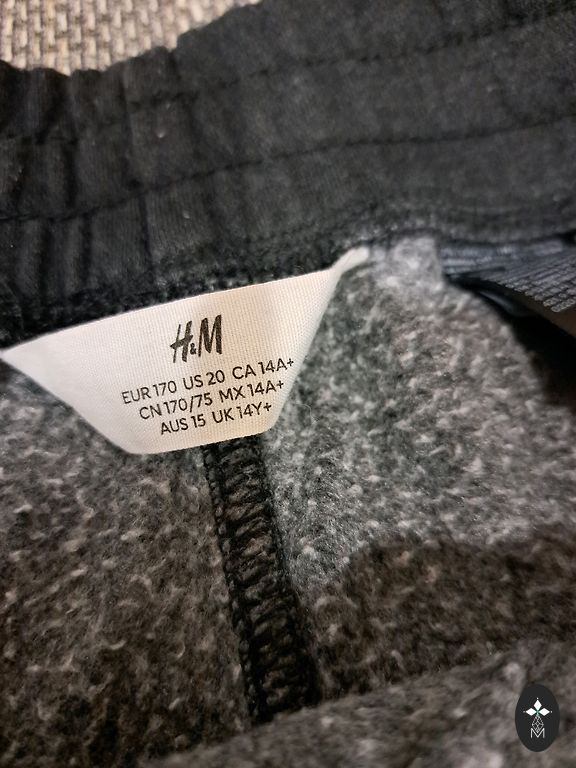 H&M
EUR 170 US 20 CA 14A+
CN 170/75 MX 14A+
AUS 15 UK 14Y+
M